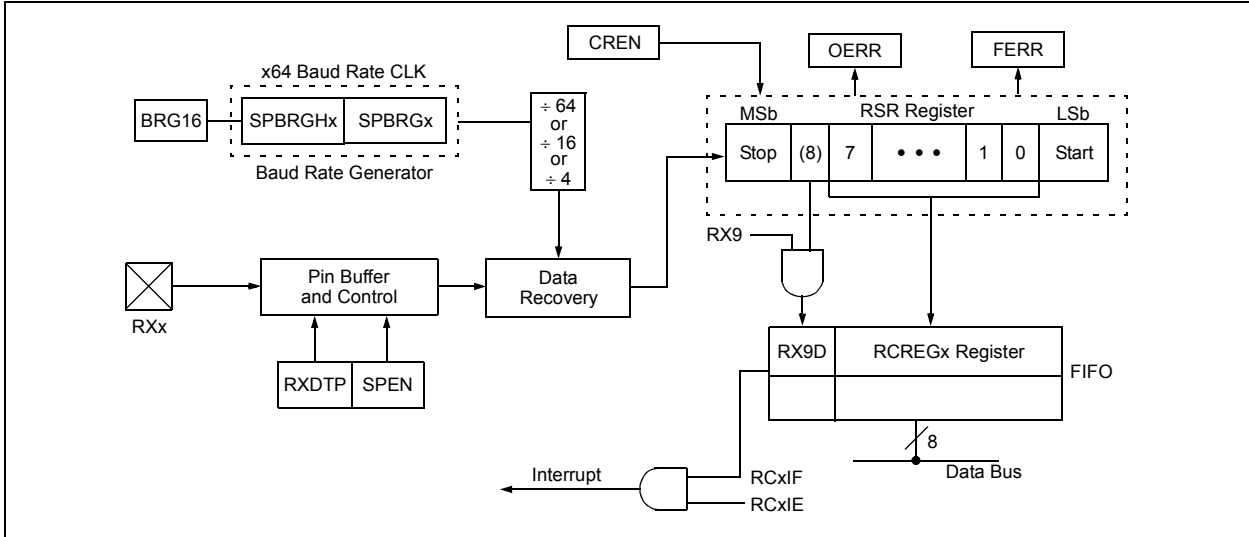 CREN
OERR
FERR
x64 Baud Rate CLK
BRG16
SPBRGHx
SPBRGx
Baud Rate Generator
÷ 64
or
÷ 16
or
÷ 4
MSb
RSR Register
LSb
Stop
(8)
7
• • •
1
0
Start
RX9
RXx
Pin Buffer
and Control
Data
Recovery
RXDTP
SPEN
RX9D
RCREGx Register
FIFO
8
Data Bus
Interrupt
RCxIF
RCxIE